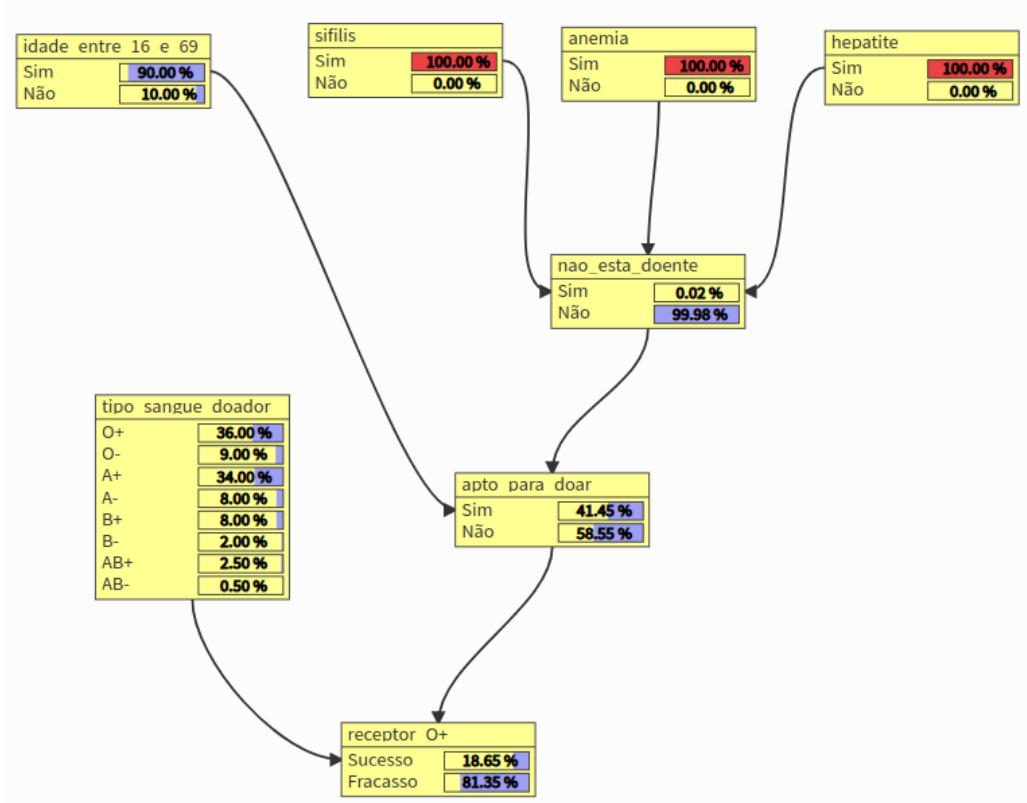 idade entre 16 e 69
Sim 90.00 %
Não 10.00 %
sifilis
Sim 100.00 %
Não 0.00 %
anemia
Sim 100.00 %
Não 0.00 %
hepatite
Sim 100.00 %
Não 0.00 %
nao_esta_doente
Sim 0.02 %
Não 99.98 %
tipo sangue doador
O+ 36.00 %
O- 9.00 %
A+ 34.00 %
A- 8.00 %
B+ 8.00 %
B- 2.00 %
AB+ 2.50 %
AB- 0.50 %
apto para doar
Sim 41.45 %
Não 58.55 %
receptor O+
Sucesso 18.65 %
Fracasso 81.35 %